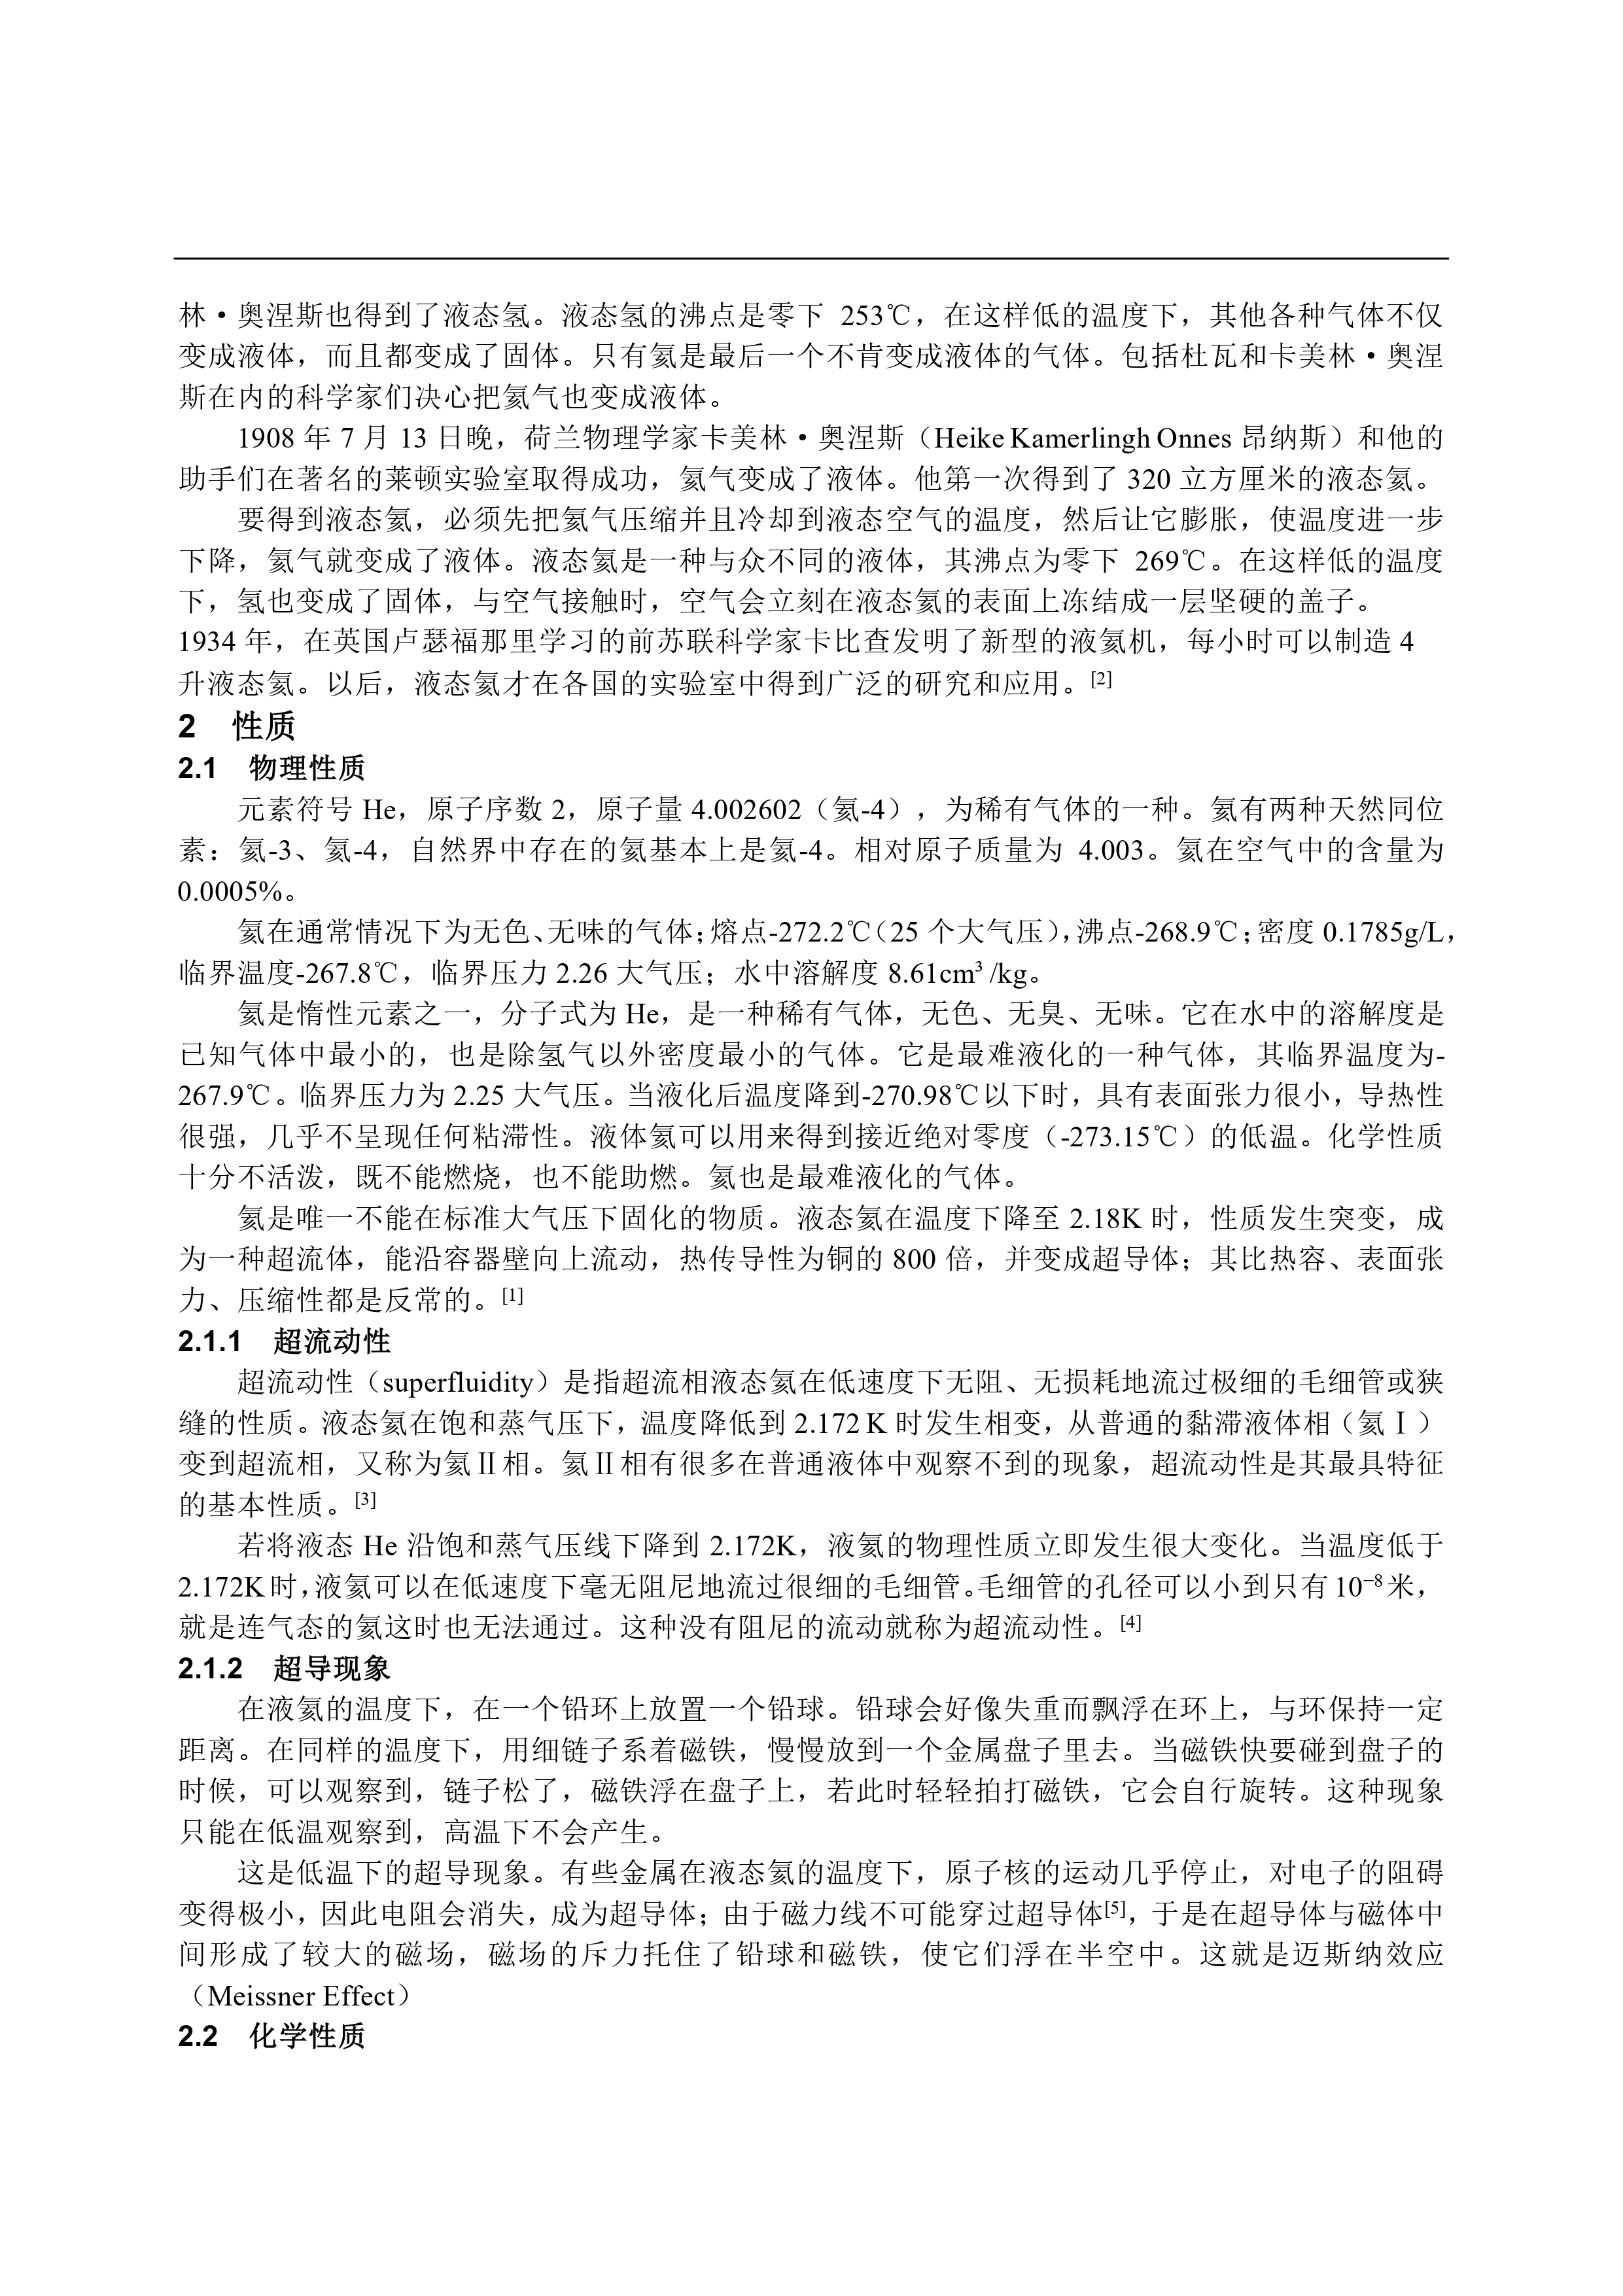 林·奥涅斯也得到了液态氢。液态氢的沸点是零下 253℃，在这样低的温度下，其他各种气体不仅
变成液体，而且都变成了固体。只有氦是最后一个不肯变成液体的气体。包括杜瓦和卡美林·奥涅
斯在内的科学家们决心把氦气也变成液体。
1908 年 7 月 13 日晚，荷兰物理学家卡美林·奥涅斯（Heike Kamerlingh Onnes 昂纳斯）和他的
助手们在著名的莱顿实验室取得成功，氦气变成了液体。他第一次得到了 320 立方厘米的液态氦。
要得到液态氦，必须先把氦气压缩并且冷却到液态空气的温度，然后让它膨胀，使温度进一步
下降，氦气就变成了液体。液态氦是一种与众不同的液体，其沸点为零下 269℃。在这样低的温度
下，氢也变成了固体，与空气接触时，空气会立刻在液态氦的表面上冻结成一层坚硬的盖子。
1934 年，在英国卢瑟福那里学习的前苏联科学家卡比查发明了新型的液氦机，每小时可以制造 4
升液态氦。以后，液态氦才在各国的实验室中得到广泛的研究和应用。[2]
2 性质
2.1 物理性质
元素符号 He，原子序数 2，原子量 4.002602（氦-4），为稀有气体的一种。氦有两种天然同位
素：氦-3、氦-4，自然界中存在的氦基本上是氦-4。相对原子质量为 4.003。氦在空气中的含量为
0.0005%。
氦在通常情况下为无色、无味的气体；熔点-272.2℃（25 个大气压），沸点-268.9℃；密度 0.1785g/L，
临界温度-267.8℃，临界压力 2.26 大气压；水中溶解度 8.61cm³ /kg。
氦是惰性元素之一，分子式为 He，是一种稀有气体，无色、无臭、无味。它在水中的溶解度是
已知气体中最小的，也是除氢气以外密度最小的气体。它是最难液化的一种气体，其临界温度为-
267.9℃。临界压力为 2.25 大气压。当液化后温度降到-270.98℃以下时，具有表面张力很小，导热性
很强，几乎不呈现任何粘滞性。液体氦可以用来得到接近绝对零度（-273.15℃）的低温。化学性质
十分不活泼，既不能燃烧，也不能助燃。氦也是最难液化的气体。
氦是唯一不能在标准大气压下固化的物质。液态氦在温度下降至 2.18K 时，性质发生突变，成
为一种超流体，能沿容器壁向上流动，热传导性为铜的 800 倍，并变成超导体；其比热容、表面张
力、压缩性都是反常的。[1]
2.1.1 超流动性
超流动性（superfluidity）是指超流相液态氦在低速度下无阻、无损耗地流过极细的毛细管或狭
缝的性质。液态氦在饱和蒸气压下，温度降低到 2.172 K 时发生相变，从普通的黏滞液体相（氦Ⅰ）
变到超流相，又称为氦Ⅱ相。氦Ⅱ相有很多在普通液体中观察不到的现象，超流动性是其最具特征
的基本性质。[3]
若将液态 He 沿饱和蒸气压线下降到 2.172K，液氦的物理性质立即发生很大变化。当温度低于
2.172K时，液氦可以在低速度下毫无阻尼地流过很细的毛细管。毛细管的孔径可以小到只有10⁻⁸米，
就是连气态的氦这时也无法通过。这种没有阻尼的流动就称为超流动性。[4]
2.1.2 超导现象
在液氦的温度下，在一个铅环上放置一个铅球。铅球会好像失重而飘浮在环上，与环保持一定
距离。在同样的温度下，用细链子系着磁铁，慢慢放到一个金属盘子里去。当磁铁快要碰到盘子的
时候，可以观察到，链子松了，磁铁浮在盘子上，若此时轻轻拍打磁铁，它会自行旋转。这种现象
只能在低温观察到，高温下不会产生。
这是低温下的超导现象。有些金属在液态氦的温度下，原子核的运动几乎停止，对电子的阻碍
变得极小，因此电阻会消失，成为超导体；由于磁力线不可能穿过超导体[5]，于是在超导体与磁体中
间形成了较大的磁场，磁场的斥力托住了铅球和磁铁，使它们浮在半空中。这就是迈斯纳效应
（Meissner Effect）
2.2 化学性质